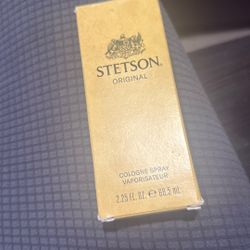 STETSON
ORIGINAL
COLOGNE SPRAY
VAPORISATEUR
2.25 FL. OZ. ℮ 66.5 mL